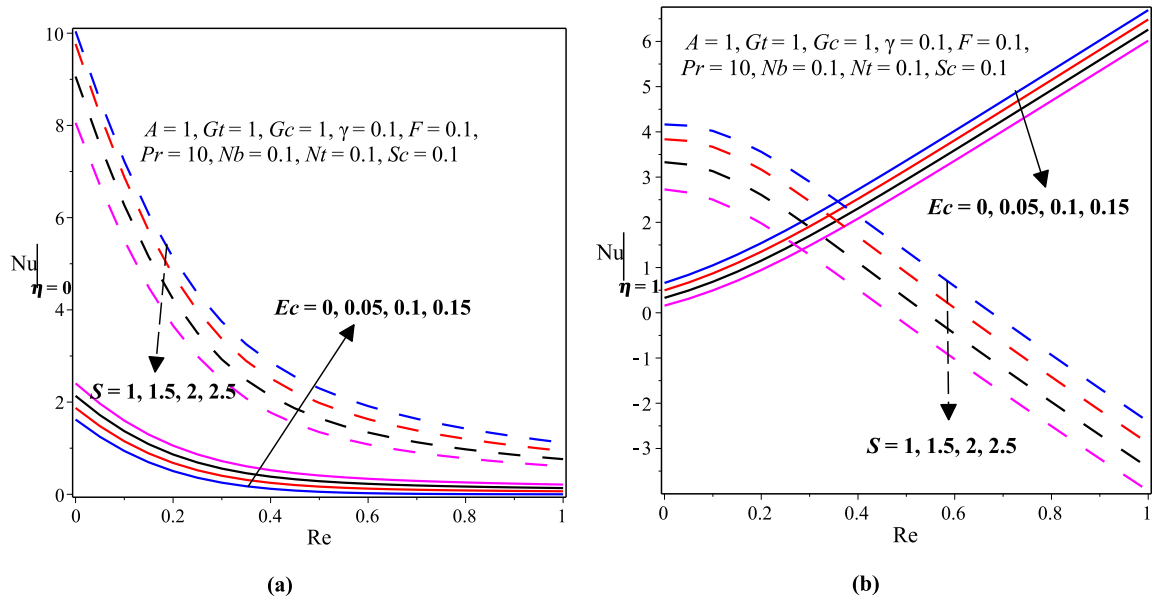 10
8
6
4
2
0
A = 1, Gt = 1, Gc = 1, γ = 0.1, F = 0.1,
Pr = 10, Nb = 0.1, Nt = 0.1, Sc = 0.1
Nu|
η = 0
Ec = 0, 0.05, 0.1, 0.15
S = 1, 1.5, 2, 2.5
0 0.2 0.4 0.6 0.8 1
Re
(a)
6
5
4
3
2
1
0
-1
-2
-3
A = 1, Gt = 1, Gc = 1, γ = 0.1, F = 0.1,
Pr = 10, Nb = 0.1, Nt = 0.1, Sc = 0.1
Ec = 0, 0.05, 0.1, 0.15
Nu|
η = 1
S = 1, 1.5, 2, 2.5
0 0.2 0.4 0.6 0.8 1
Re
(b)